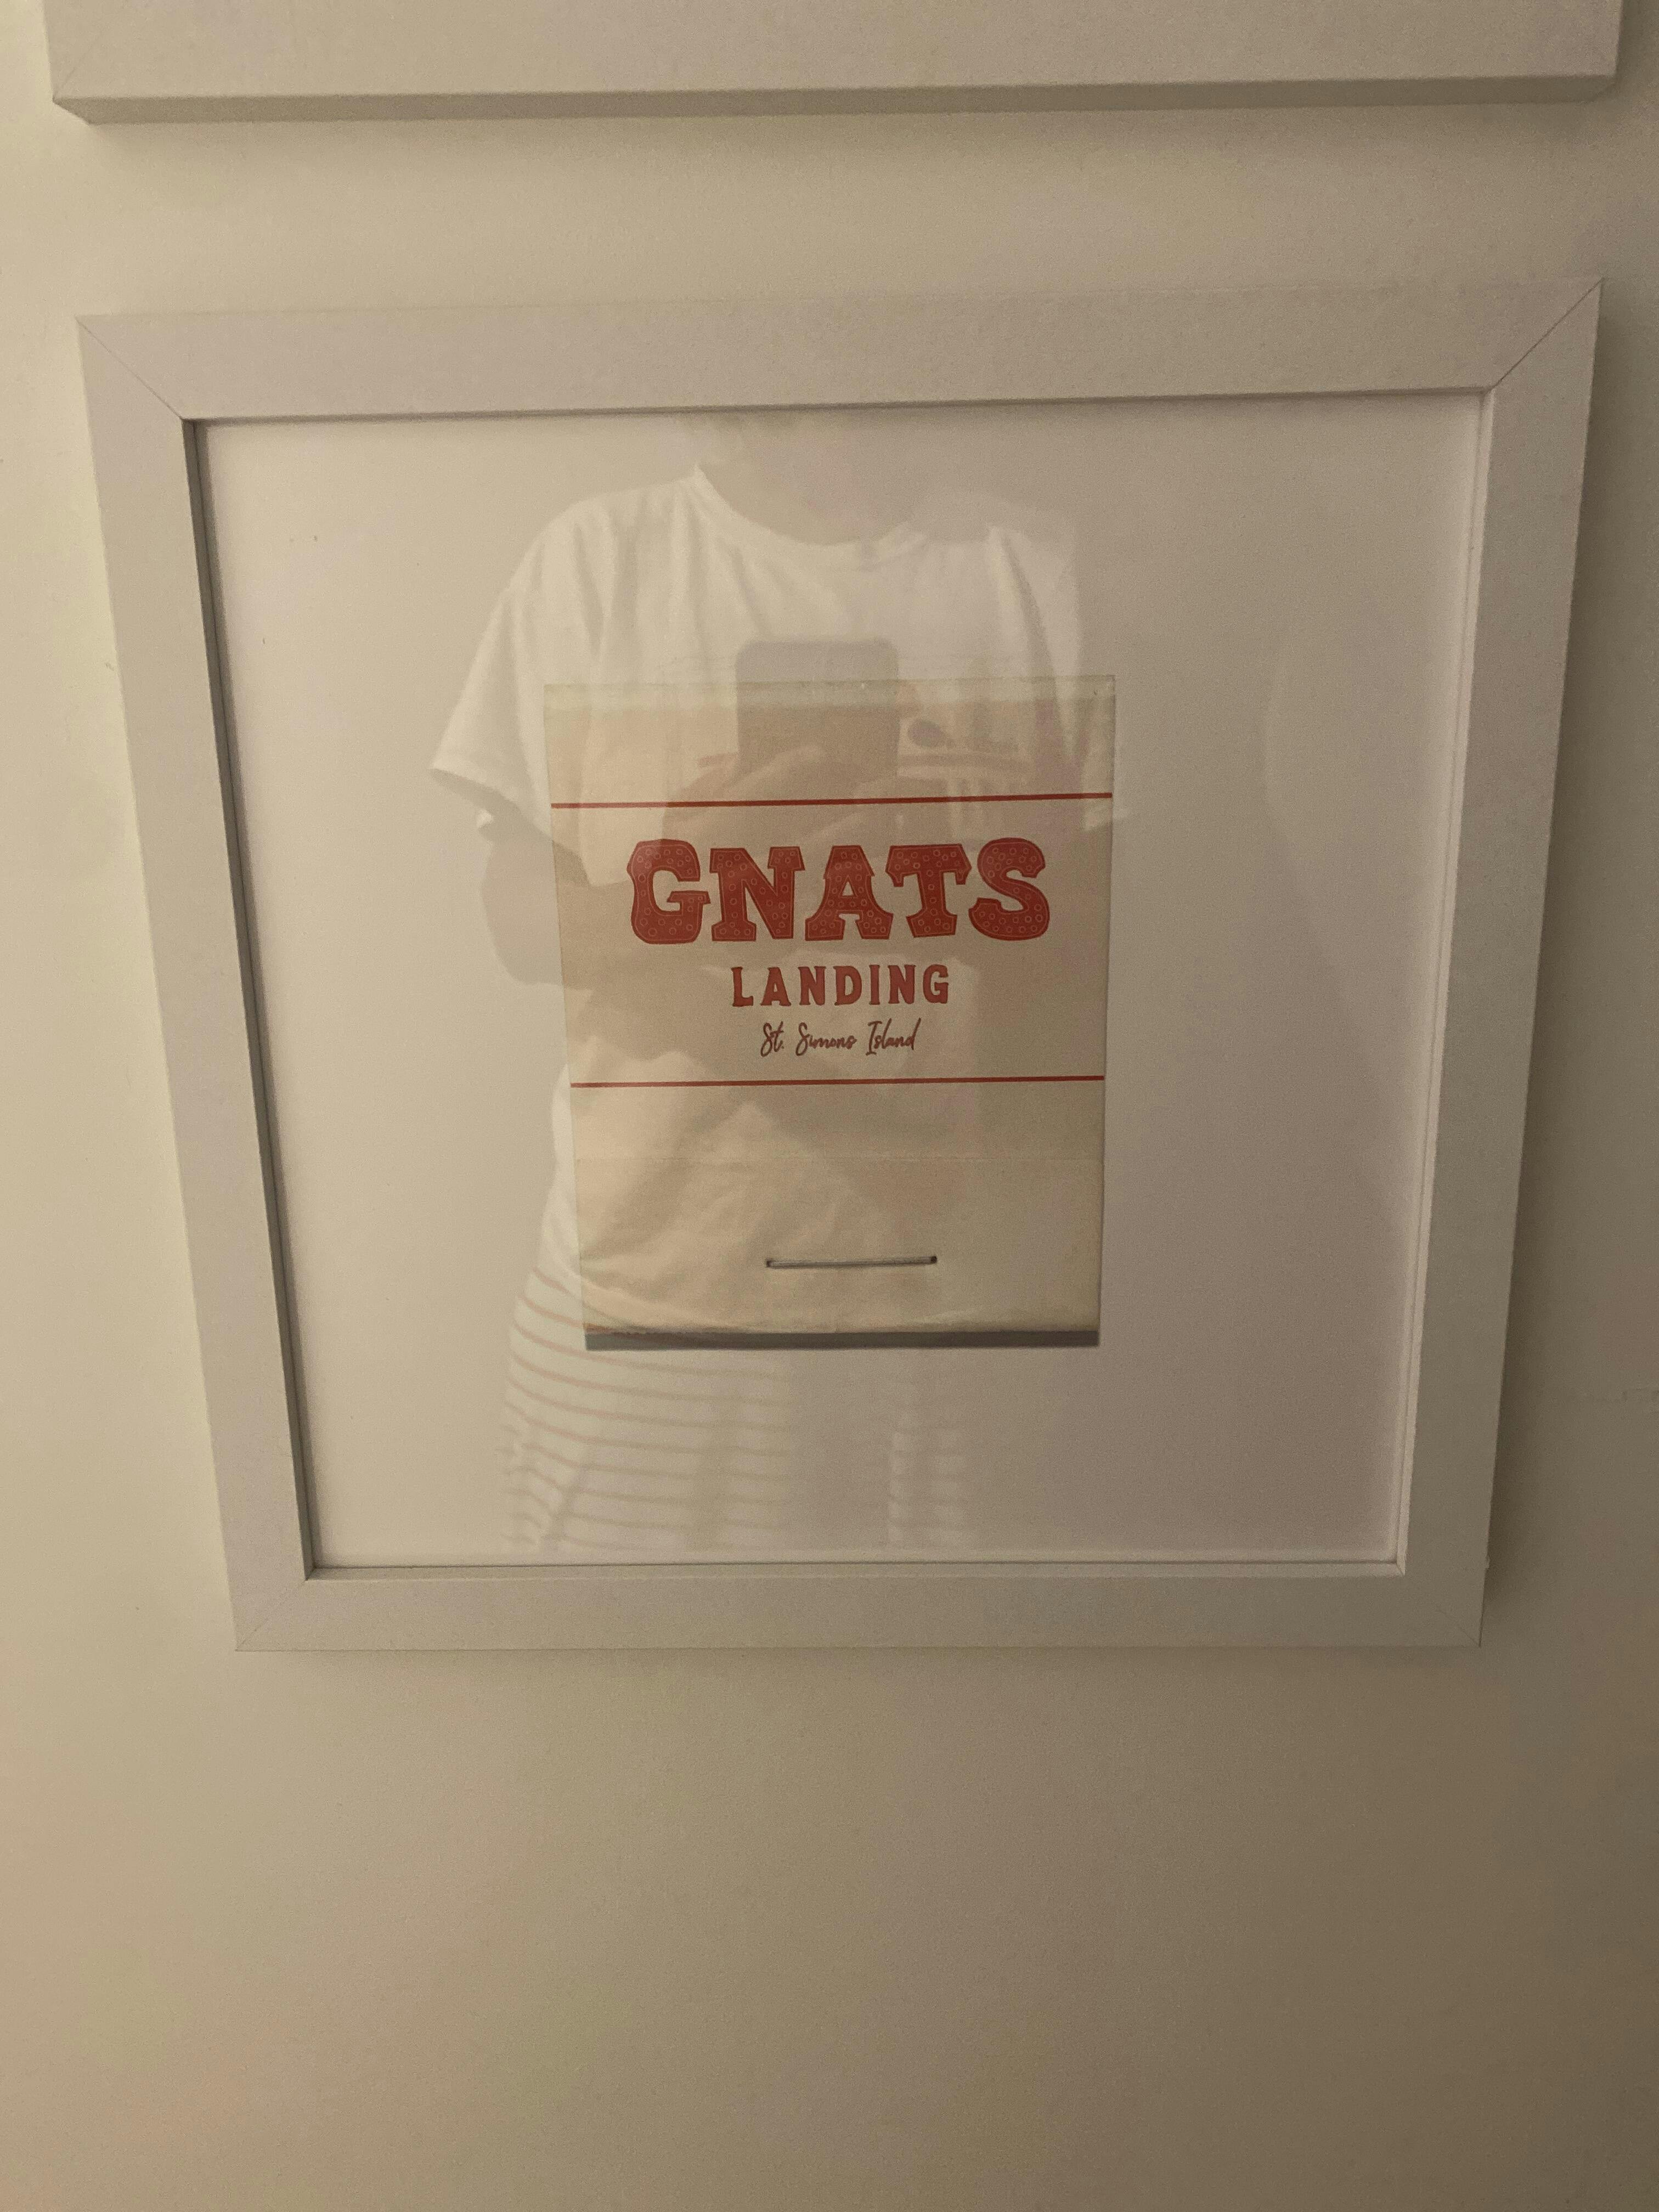 GNATS
LANDING
St. Simons Island